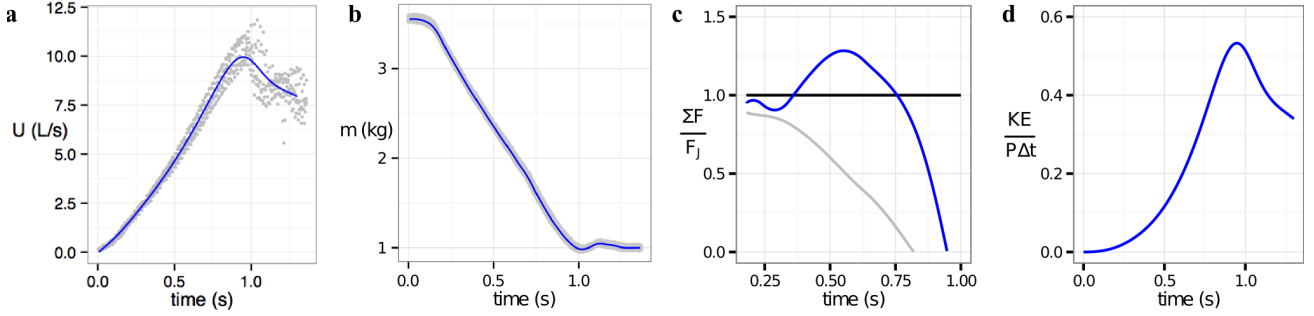 a
12.5
10.0
7.5
5.0
2.5
0.0
U (L/s)
0.0 0.5 1.0
time (s)
b
3
2
1
m (kg)
0.0 0.5 1.0
time (s)
c
1.5
1.0
0.5
0.0
ΣF
F_J
0.25 0.50 0.75 1.00
time (s)
d
0.6
0.4
0.2
0.0
KE
PΔt
0.0 0.5 1.0
time (s)